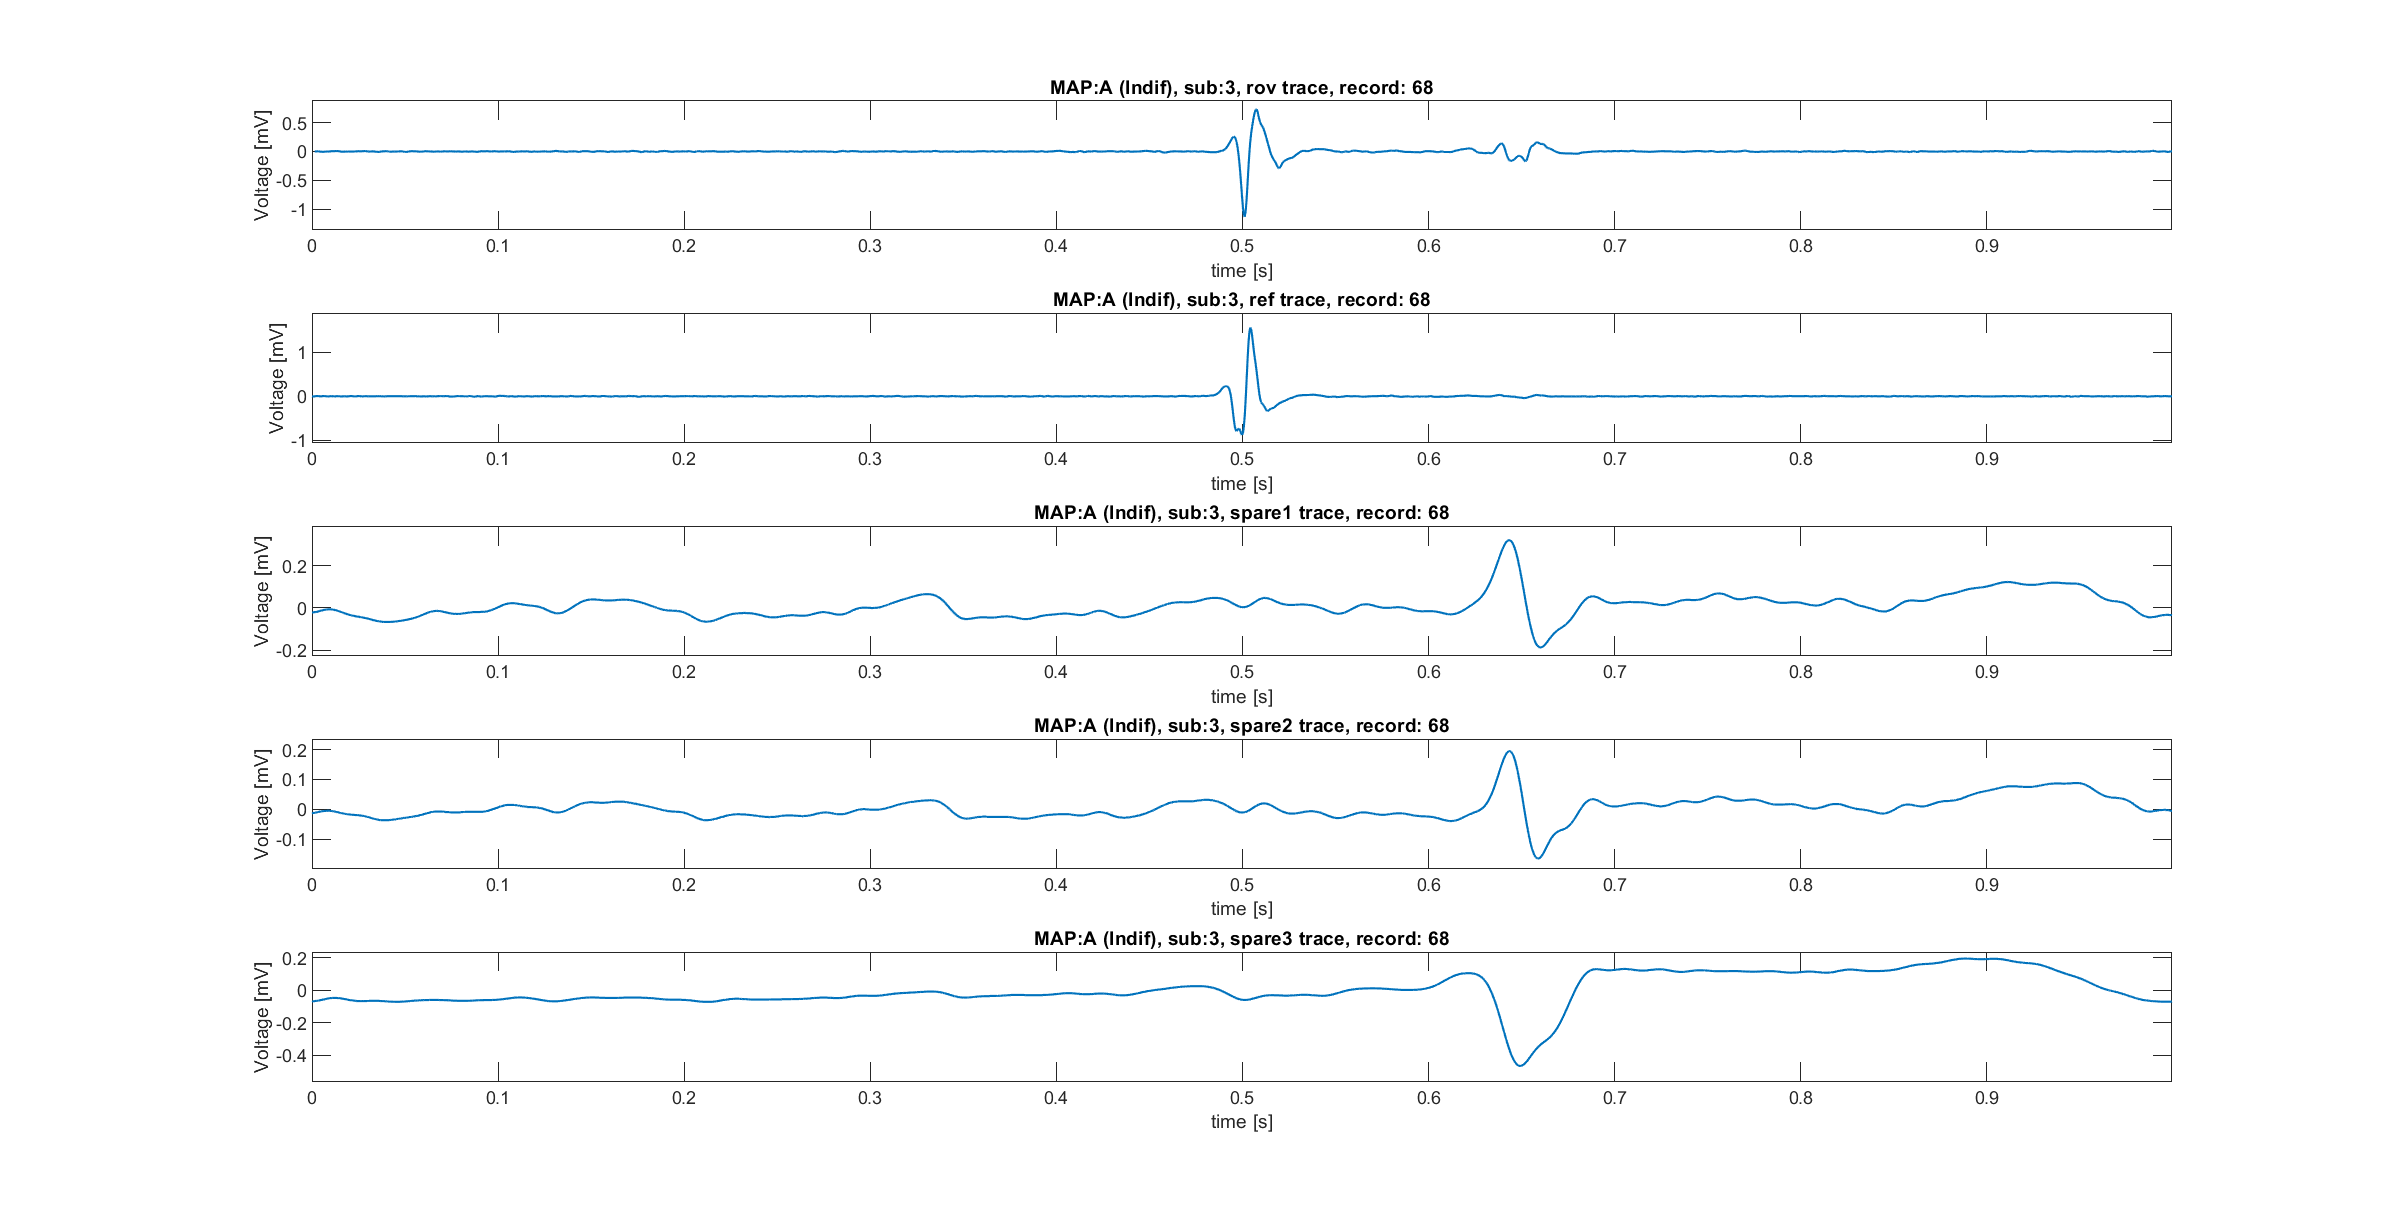 MAP:A (Indif), sub:3, rov trace, record: 68
Voltage [mV]
0.5
0
-0.5
-1
0 0.1 0.2 0.3 0.4 0.5 0.6 0.7 0.8 0.9
time [s]
MAP:A (Indif), sub:3, ref trace, record: 68
Voltage [mV]
1
0
-1
0 0.1 0.2 0.3 0.4 0.5 0.6 0.7 0.8 0.9
time [s]
MAP:A (Indif), sub:3, spare1 trace, record: 68
Voltage [mV]
0.2
0
-0.2
0 0.1 0.2 0.3 0.4 0.5 0.6 0.7 0.8 0.9
time [s]
MAP:A (Indif), sub:3, spare2 trace, record: 68
Voltage [mV]
0.2
0.1
0
-0.1
0 0.1 0.2 0.3 0.4 0.5 0.6 0.7 0.8 0.9
time [s]
MAP:A (Indif), sub:3, spare3 trace, record: 68
Voltage [mV]
0.2
0
-0.2
-0.4
0 0.1 0.2 0.3 0.4 0.5 0.6 0.7 0.8 0.9
time [s]